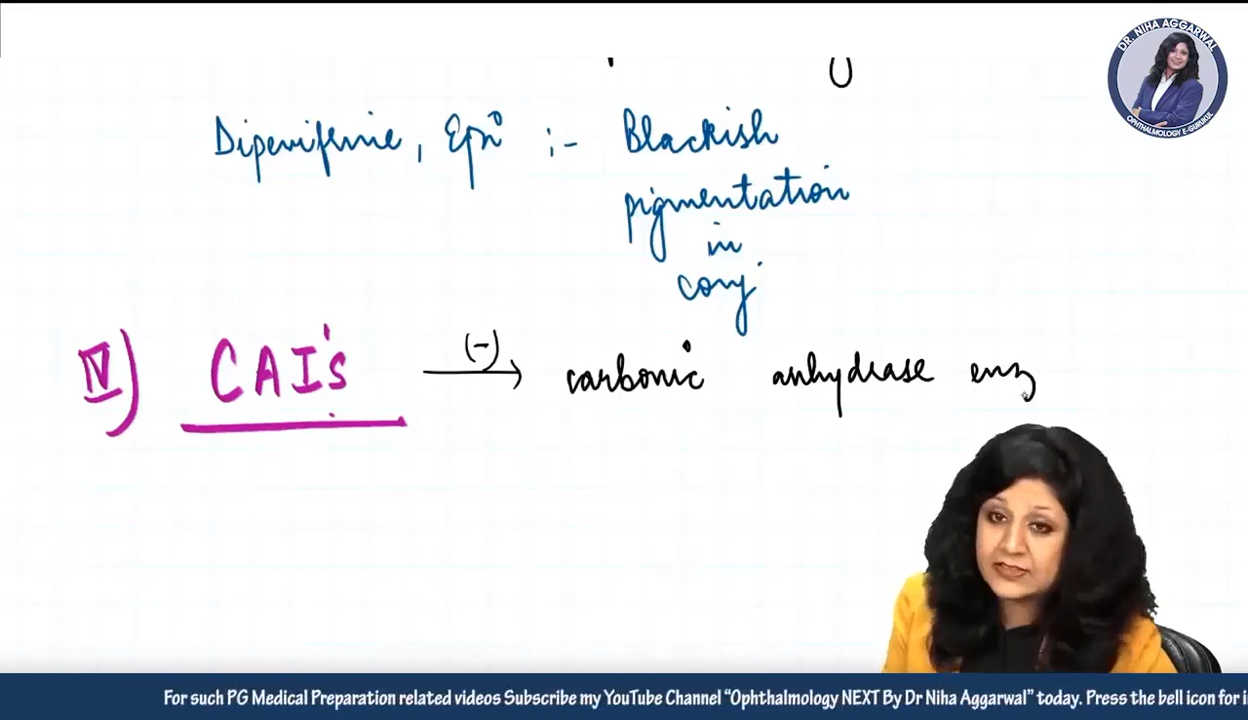 DR. NIHA AGGARWAL
OPHTHALMOLOGY E-GURUKUL
Dipenifenie, Epi :- Blackish
pigmentation
in
conj
IV) CAI's (-) carbonic anhydrase enz
For such PG Medical Preparation related videos Subscribe my YouTube Channel "Ophthalmology NEXT By Dr Niha Aggarwal" today. Press the bell icon for i